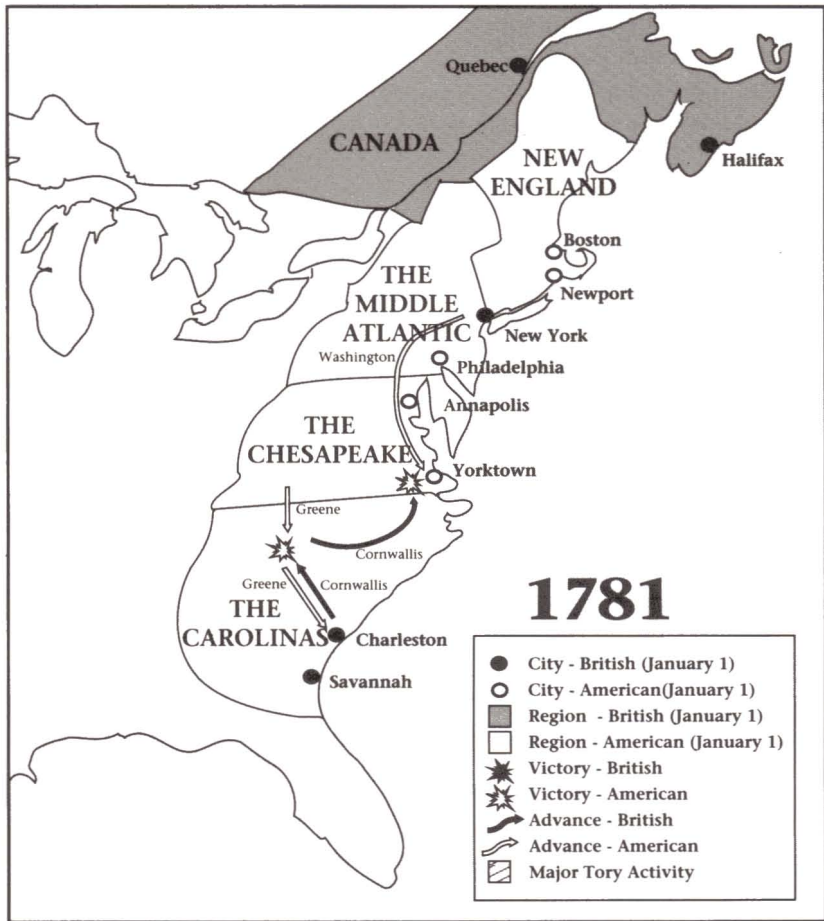 Quebec
CANADA
NEW
ENGLAND
Halifax
Boston
Newport
THE
MIDDLE
ATLANTIC
New York
Washington
Philadelphia
Annapolis
THE
CHESAPEAKE
Yorktown
Greene
Cornwallis
Greene
Cornwallis
THE
CAROLINAS
Charleston
Savannah
1781
City - British (January 1)
City - American(January 1)
Region - British (January 1)
Region - American (January 1)
Victory - British
Victory - American
Advance - British
Advance - American
Major Tory Activity